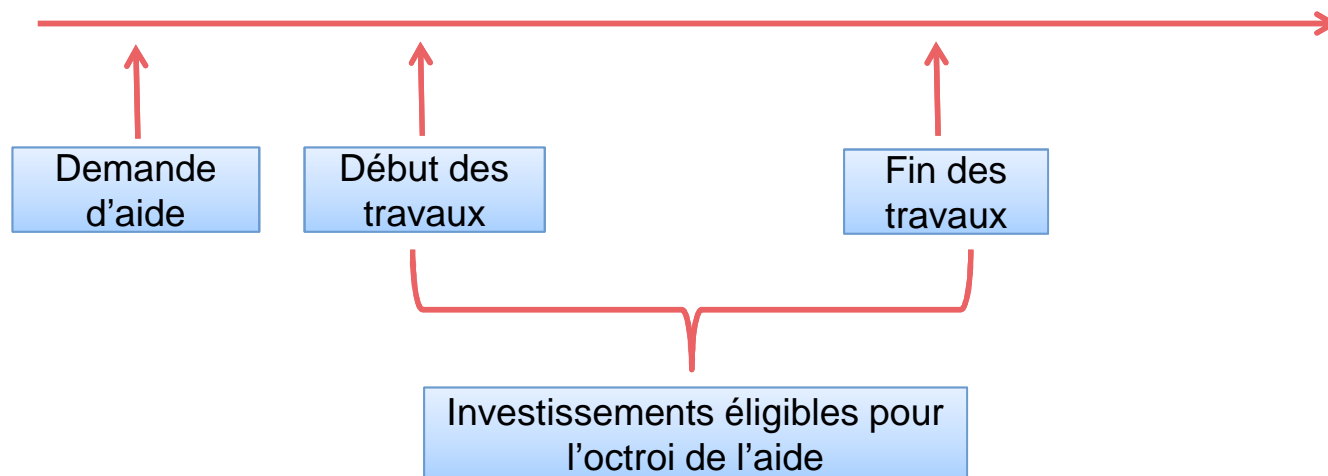 Demande
d’aide
Début des
travaux
Fin des
travaux
Investissements éligibles pour
l’octroi de l’aide